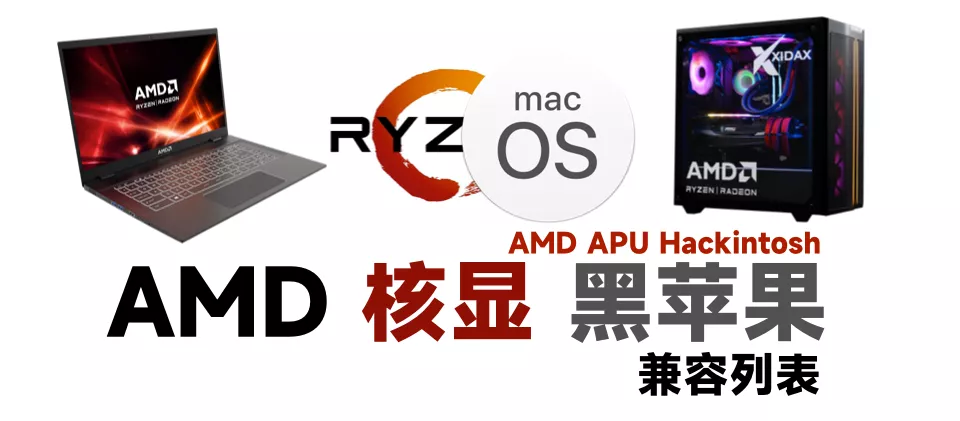 AMD
RYZEN | RADEON
AMD
RYZ
mac
OS
XIDAX
AMD
RYZEN | RADEON
AMD APU Hackintosh
AMD 核显 黑苹果
兼容列表